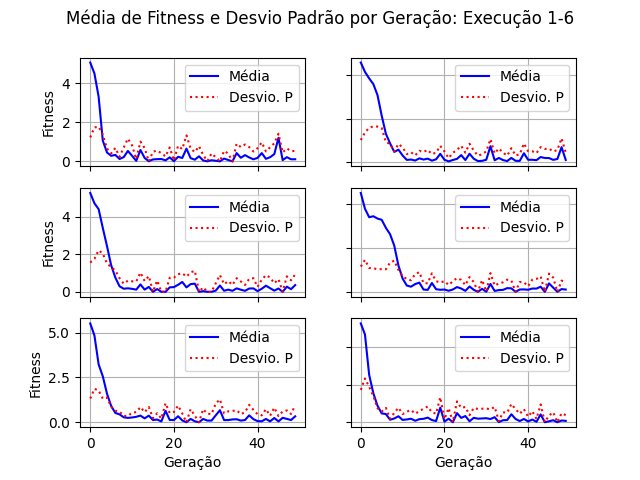 Média de Fitness e Desvio Padrão por Geração: Execução 1-6
Fitness
4
2
0
Média
Desvio. P
Média
Desvio. P
Fitness
4
2
0
Média
Desvio. P
Média
Desvio. P
Fitness
5.0
2.5
0.0
Média
Desvio. P
Média
Desvio. P
0
20
40
0
20
40
Geração
Geração